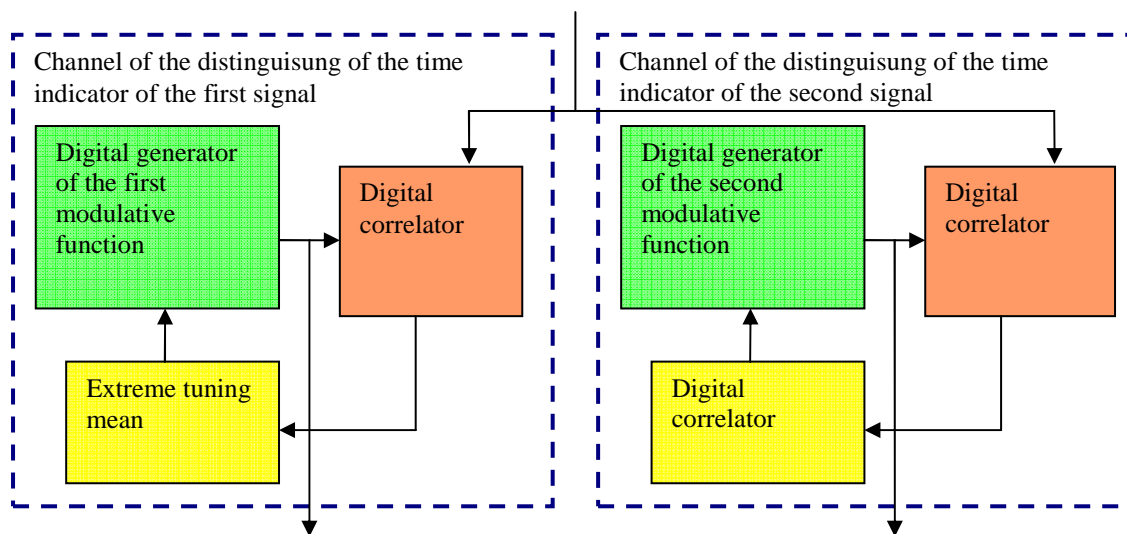 Channel of the distinguisung of the time
indicator of the first signal
Digital generator
of the first
modulative
function
Digital
correlator
Extreme tuning
mean
Channel of the distinguisung of the time
indicator of the second signal
Digital generator
of the second
modulative
function
Digital
correlator
Digital
correlator